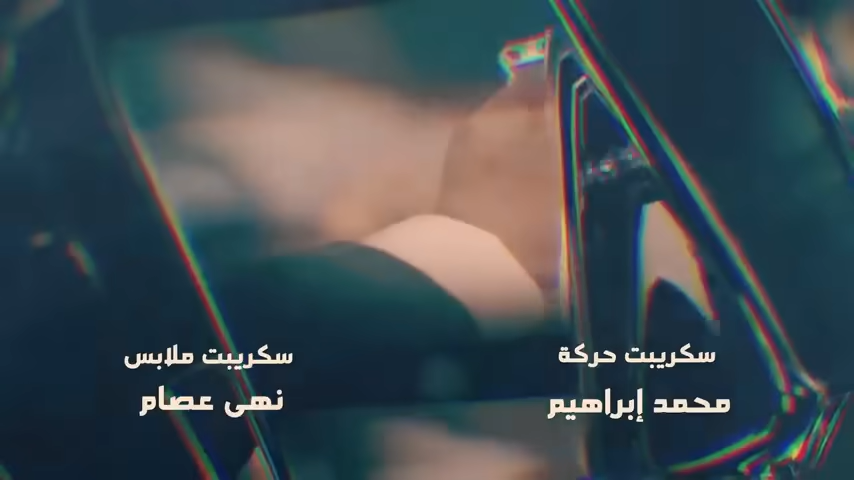 سكريبت حركة
محمد إبراهيم
سكريبت ملابس
نهى عصام